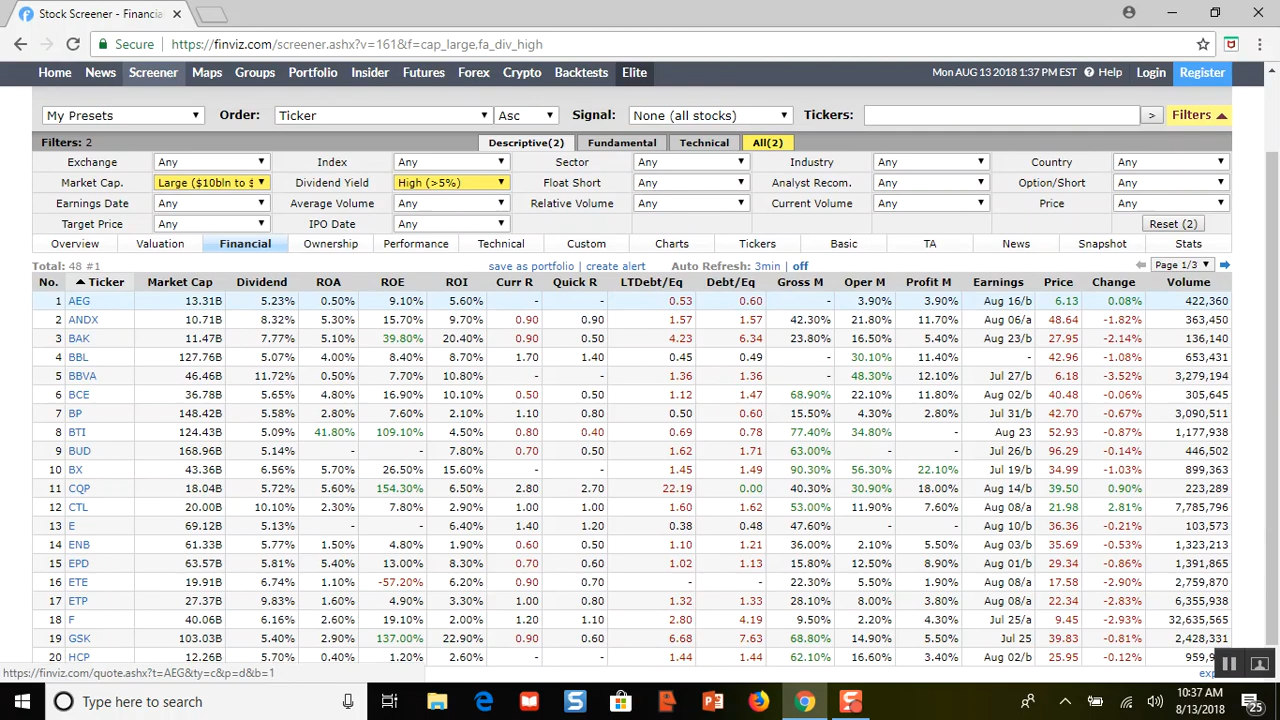 Stock Screener - Financia
Secure https://finviz.com/screener.ashx?v=161&f=cap_large.fa_div_high
Home News Screener Maps Groups Portfolio Insider Futures Forex Crypto Backtests Elite Mon AUG 13 2018 1:37 PM EST Help Login Register
My Presets Order: Ticker Asc Signal: None (all stocks) Tickers: > Filters
Filters: 2 Descriptive(2) Fundamental Technical All(2)
Exchange Any Index Any Sector Any Industry Any Country Any
Market Cap. Large ($10bln to $ Dividend Yield High (>5%) Float Short Any Analyst Recom. Any Option/Short Any
Earnings Date Any Average Volume Any Relative Volume Any Current Volume Any Price Any
Target Price Any IPO Date Any Reset (2)
Overview Valuation Financial Ownership Performance Technical Custom Charts Tickers Basic TA News Snapshot Stats
Total: 48 #1 save as portfolio | create alert Auto Refresh: 3min | off Page 1/3
No. Ticker Market Cap Dividend ROA ROE ROI Curr R Quick R LTDebt/Eq Debt/Eq Gross M Oper M Profit M Earnings Price Change Volume
1 AEG 13.31B 5.23% 0.50% 9.10% 5.60% - - 0.53 0.60 - 3.90% 3.90% Aug 16/b 6.13 0.08% 422,360
2 ANDX 10.71B 8.32% 5.30% 15.70% 9.70% 0.90 0.90 1.57 1.57 42.30% 21.80% 11.70% Aug 06/a 48.64 -1.82% 363,450
3 BAK 11.47B 7.77% 5.10% 39.80% 20.40% 0.90 0.50 4.23 6.34 23.80% 16.50% 5.40% Aug 23/b 27.95 -2.14% 136,140
4 BBL 127.76B 5.07% 4.00% 8.40% 8.70% 1.70 1.40 0.45 0.49 - 30.10% 11.40% - 42.96 -1.08% 653,431
5 BBVA 46.46B 11.72% 0.50% 7.70% 10.80% - - 1.36 1.36 - 48.30% 12.10% Jul 27/b 6.18 -3.52% 3,279,194
6 BCE 36.78B 5.65% 4.80% 16.90% 10.10% 0.50 0.50 1.12 1.47 68.90% 22.10% 11.80% Aug 02/b 40.48 -0.06% 305,645
7 BP 148.42B 5.58% 2.80% 7.60% 2.10% 1.10 0.80 0.50 0.60 15.50% 4.30% 2.80% Jul 31/b 42.70 -0.67% 3,090,511
8 BTI 124.43B 5.09% 41.80% 109.10% 4.50% 0.80 0.40 0.69 0.78 77.40% 34.80% - Aug 23 52.93 -0.87% 1,177,938
9 BUD 168.96B 5.14% - - 7.80% 0.70 0.50 1.62 1.71 63.00% - - Jul 26/b 96.29 -0.14% 446,502
10 BX 43.36B 6.56% 5.70% 26.50% 15.60% - - 1.45 1.49 90.30% 56.30% 22.10% Jul 19/b 34.99 -1.03% 899,363
11 CQP 18.04B 5.72% 5.60% 154.30% 6.50% 2.80 2.70 22.19 0.00 40.30% 30.90% 18.00% Aug 14/b 39.50 0.90% 223,289
12 CTL 20.00B 10.10% 2.30% 7.80% 2.90% 1.00 1.00 1.60 1.62 53.00% 11.90% 7.60% Aug 08/a 21.98 2.81% 7,785,796
13 E 69.12B 5.13% - - 6.40% 1.40 1.20 0.38 0.48 47.60% - - Aug 10/b 36.36 -0.21% 103,573
14 ENB 61.33B 5.77% 1.50% 4.80% 1.90% 0.60 0.50 1.10 1.21 36.00% 2.10% 5.50% Aug 03/b 35.69 -0.53% 1,323,213
15 EPD 63.57B 5.81% 5.40% 13.00% 8.30% 0.70 0.60 1.02 1.13 15.80% 12.50% 8.90% Aug 01/b 29.34 -0.86% 1,391,865
16 ETE 19.91B 6.74% 1.10% -57.20% 6.20% 0.90 0.70 - - 22.30% 5.50% 1.90% Aug 08/a 17.58 -2.90% 2,759,870
17 ETP 27.37B 9.83% 1.60% 4.90% 3.30% 1.00 0.80 1.32 1.33 28.10% 8.00% 3.80% Aug 08/a 22.34 -2.83% 6,355,938
18 F 40.06B 6.16% 2.60% 19.10% 2.00% 1.20 1.10 2.80 4.19 9.50% 2.20% 4.30% Jul 25/a 9.45 -2.93% 32,635,565
19 GSK 103.03B 5.40% 2.90% 137.00% 22.90% 0.90 0.60 6.68 7.63 68.80% 14.90% 5.50% Jul 25 39.83 -0.81% 2,428,331
20 HCP 12.26B 5.70% 0.40% 1.20% 2.60% - - 1.44 1.44 62.10% 16.60% 3.40% Aug 02/b 25.95 -0.12% 959,
https://finviz.com/quote.ashx?t=AEG&ty=c&p=d&b=1 exp
Type here to search 10:37 AM
8/13/2018 25